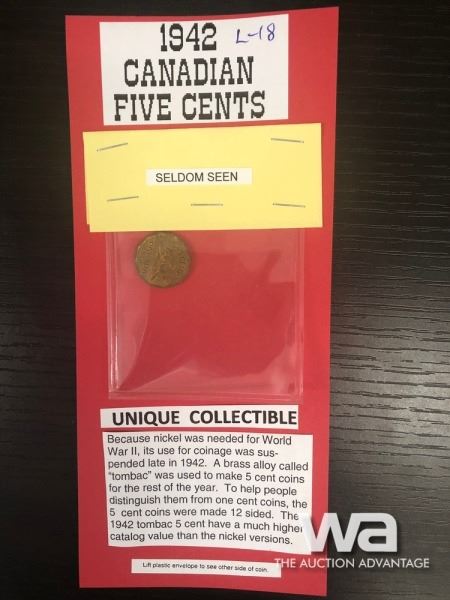 1942 L-18
CANADIAN
FIVE CENTS
SELDOM SEEN
UNIQUE COLLECTIBLE
Because nickel was needed for World
War II, its use for coinage was sus-
pended late in 1942. A brass alloy called
"tombac" was used to make 5 cent coins
for the rest of the year. To help people
distinguish them from one cent coins, the
5 cent coins were made 12 sided. The
1942 tombac 5 cent have a much higher
catalog value than the nickel versions.
Lift plastic envelope to see other side of coin.
wa
THE AUCTION ADVANTAGE